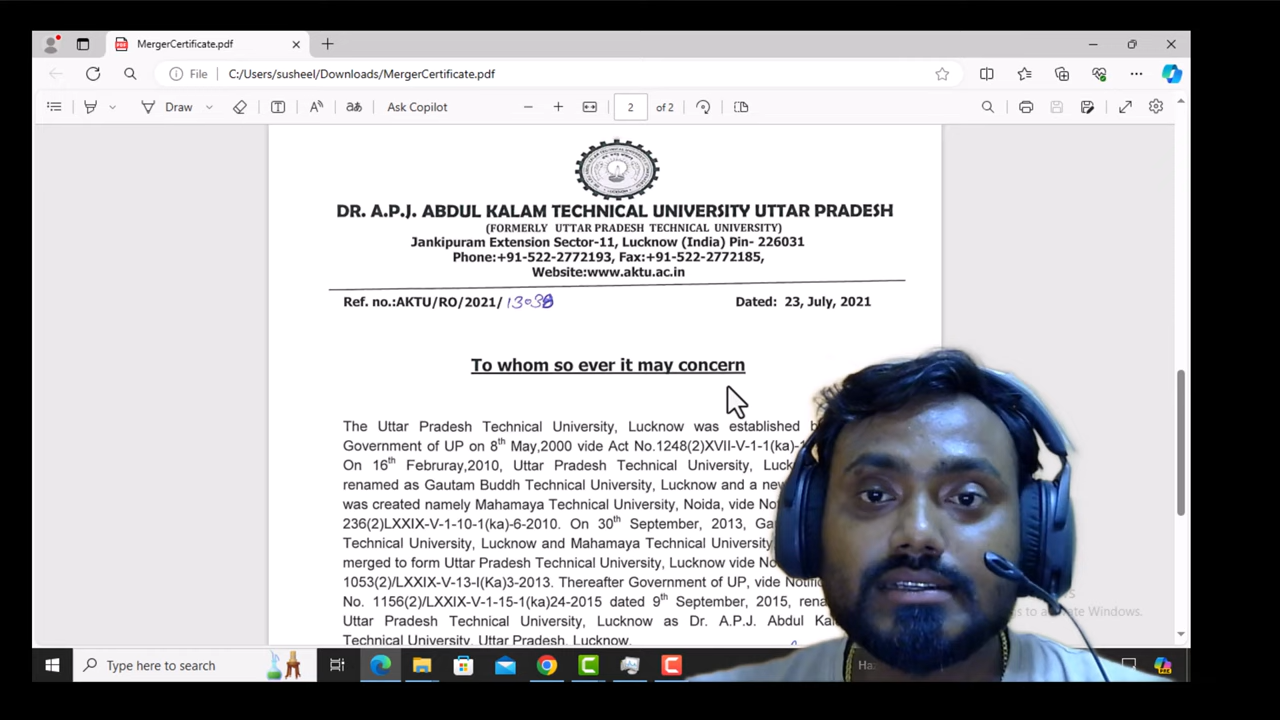 MergerCertificate.pdf
File C:/Users/susheel/Downloads/MergerCertificate.pdf
Draw Ask Copilot 2 of 2
DR. A.P.J. ABDUL KALAM TECHNICAL UNIVERSITY UTTAR PRADESH
(FORMERLY UTTAR PRADESH TECHNICAL UNIVERSITY)
Jankipuram Extension Sector-11, Lucknow (India) Pin- 226031
Phone:+91-522-2772193, Fax:+91-522-2772185,
Website:www.aktu.ac.in
Ref. no.:AKTU/RO/2021/ 13038 Dated: 23, July, 2021
To whom so ever it may concern
The Uttar Pradesh Technical University, Lucknow was established
Government of UP on 8th May,2000 vide Act No.1248(2)XVII-V-1-1(ka)-
On 16th Februray,2010, Uttar Pradesh Technical University,
renamed as Gautam Buddh Technical University, Lucknow and a
was created namely Mahamaya Technical University, Noida, vide
236(2)LXXIX-V-1-10-1(ka)-6-2010. On 30th September, 2013,
Technical University, Lucknow and Mahamaya Technical University
merged to form Uttar Pradesh Technical University, Lucknow vide
1053(2)/LXXIX-V-13-I(Ka)3-2013. Thereafter Government of UP, vide
No. 1156(2)/LXXIX-V-1-15-1(ka)24-2015 dated 9th September, 2015,
Uttar Pradesh Technical University, Lucknow as Dr. A.P.J. Abdul
Technical University, Uttar Pradesh, Lucknow.
Windows.
Type here to search